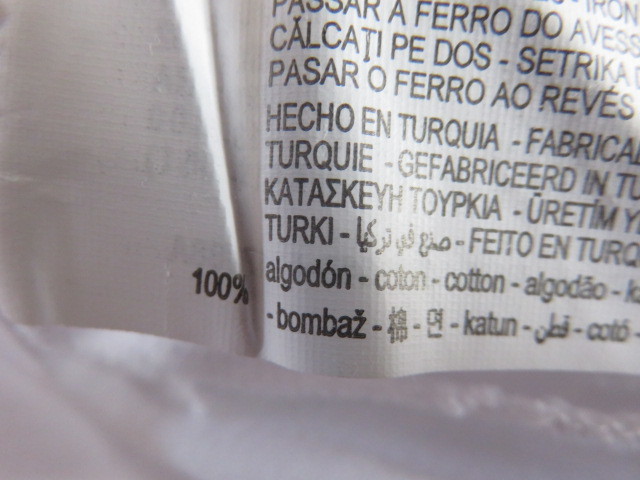 PASSAR A FERRO DO AVESS
CĂLCAŢI PE DOS - SETRIKA
PASAR O FERRO AO REVÉS
HECHO EN TURQUIA - FABRICA
TURQUIE - GEFABRICEERD IN TU
ΚΑΤΑΣΚΕΥΗ ΤΟΥΡΚΙΑ - ÜRETİM Y
TURKI - صنع في تركيا - FEITO EN TURQ
100% algodón - coton - cotton - algodão -
- bombaž - 棉 - 면 - katun - قطن - cotó -